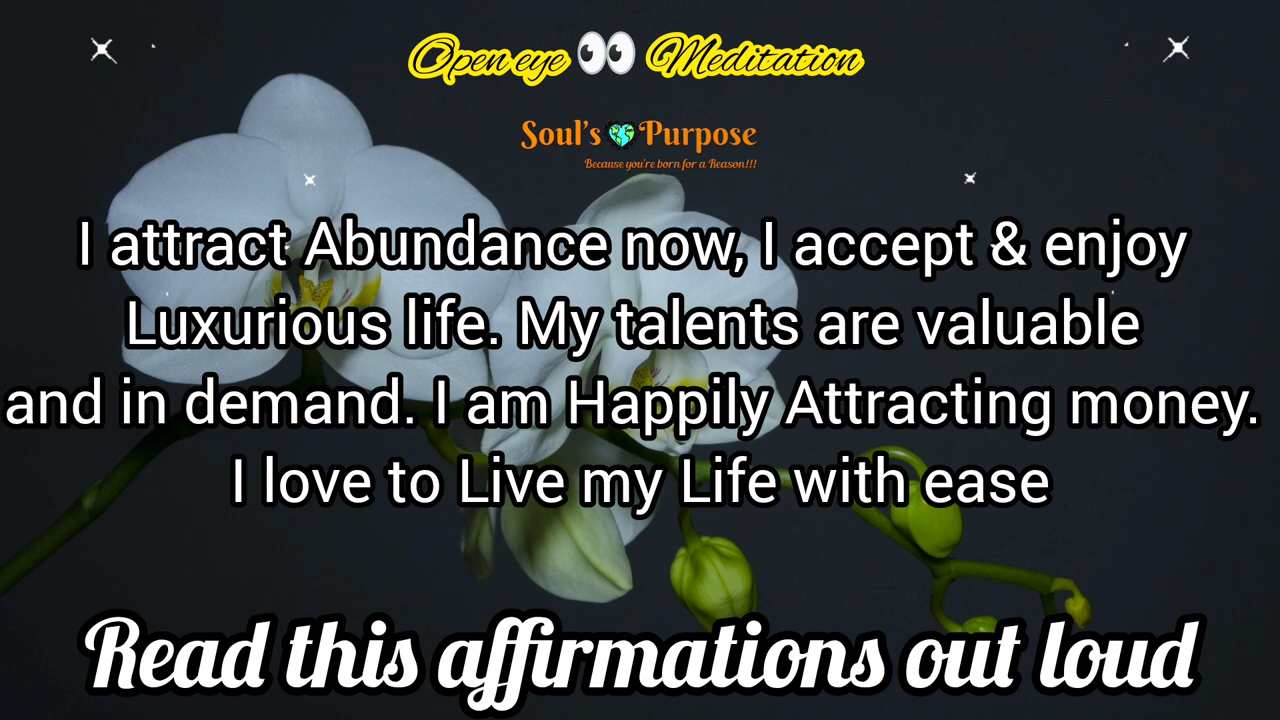 Open eye 👀 Meditation
Soul's Purpose
Because you're born for a Reason!!!
I attract Abundance now, I accept & enjoy
Luxurious life. My talents are valuable
and in demand. I am Happily Attracting money.
I love to Live my Life with ease
Read this affirmations out loud